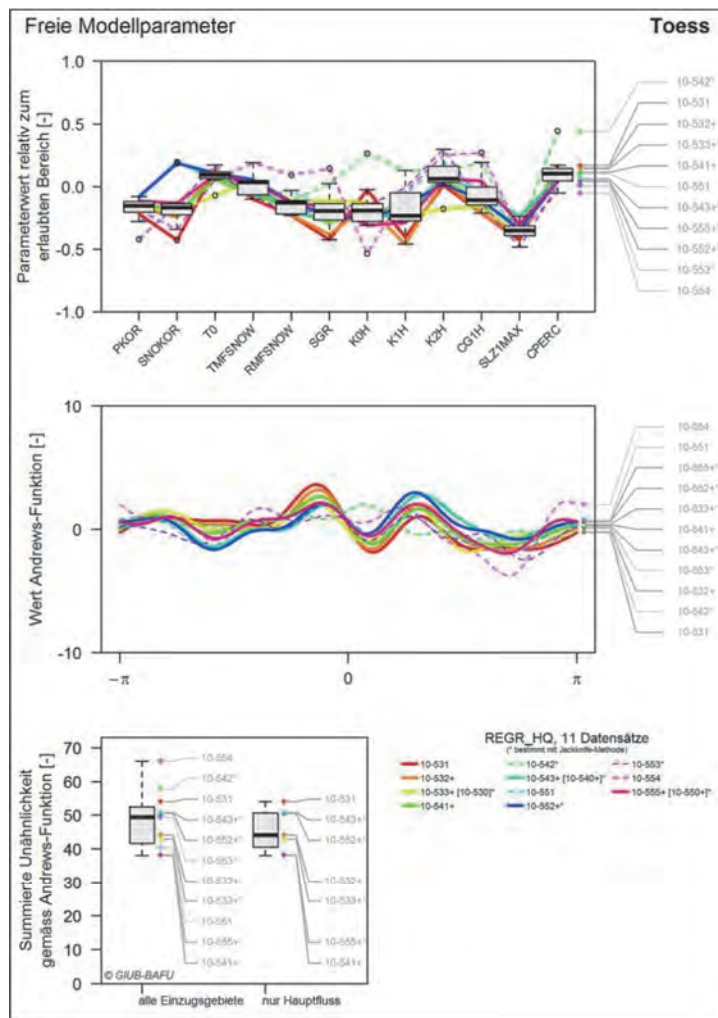 Freie Modellparameter
Toess
Parameterwert relativ zum
erlaubten Bereich [-]
1.0
0.5
0.0
-0.5
-1.0
PKOR
SNOKOR
T0
TMFSNOW
RMFSNOW
SGR
K0H
K1H
K2H
CG1H
SLZ1MAX
CPERC
10-542*
10-531
10-532+
10-533+*
10-541+
10-551
10-543+*
10-555+*
10-552+*
10-553*
10-554
Wert Andrews-Funktion [-]
10
0
-10
−π
0
π
10-554
10-551
10-555+*
10-552+*
10-533+*
10-541+
10-543+*
10-553*
10-532+
10-542*
10-531
Summierte Unähnlichkeit
gemäss Andrews-Funktion [-]
70
60
50
40
30
20
10
0
10-554
10-542*
10-531
10-543+*
10-552+*
10-553*
10-532+
10-533+*
10-551
10-555+*
10-541+
10-531
10-543+*
10-552+*
10-532+
10-533+*
10-555+*
10-541+
© GIUB-BAFU
alle Einzugsgebiete
nur Hauptfluss
REGR_HQ, 11 Datensätze
(* bestimmt mit Jackknife-Methode)
10-531
10-532+
10-533+ [10-530]*
10-541+
10-542*
10-543+ [10-540+]*
10-551
10-552+*
10-553*
10-554
10-555+ [10-550+]*